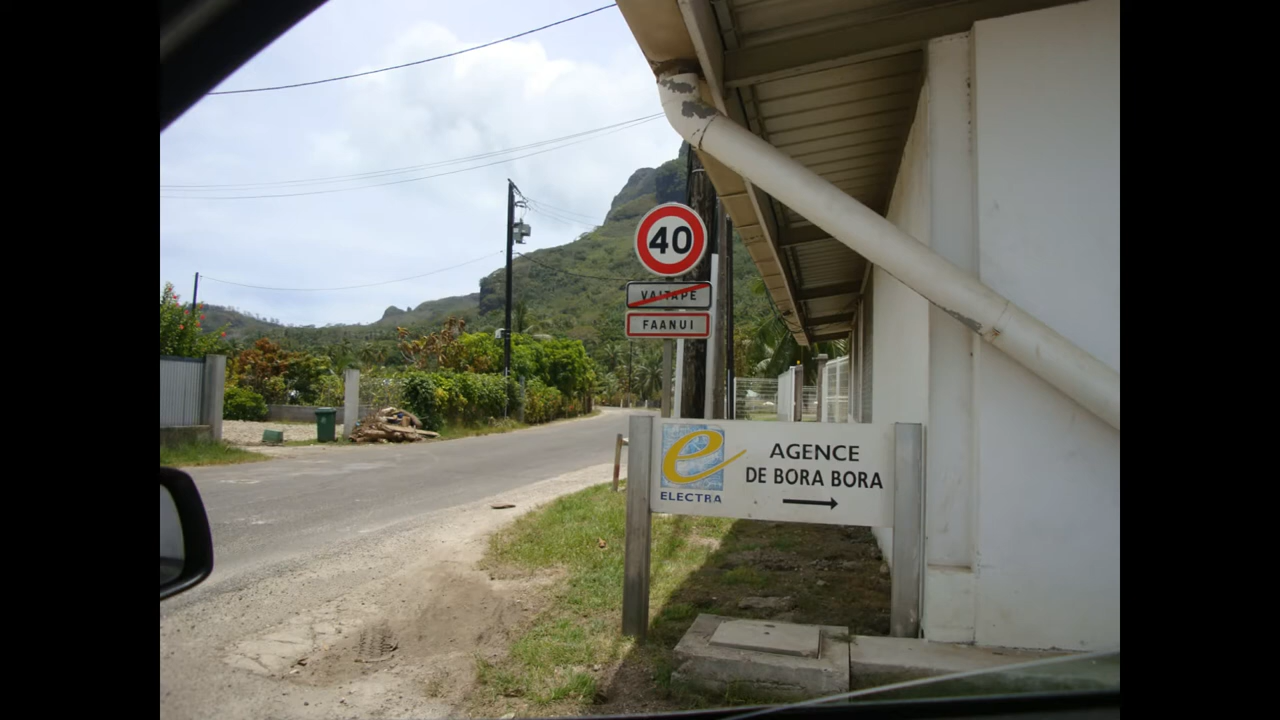 40
VAITAPE
FAANUI
e
ELECTRA
AGENCE
DE BORA BORA